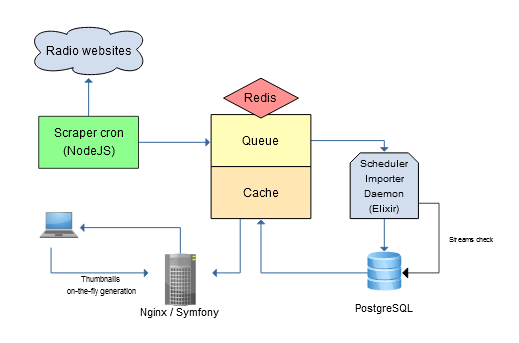 Radio websites
Redis
Scraper cron
(NodeJS)
Queue
Scheduler
Importer
Daemon
(Elixir)
Cache
Streams check
Thumbnails
on-the-fly generation
Nginx / Symfony
PostgreSQL